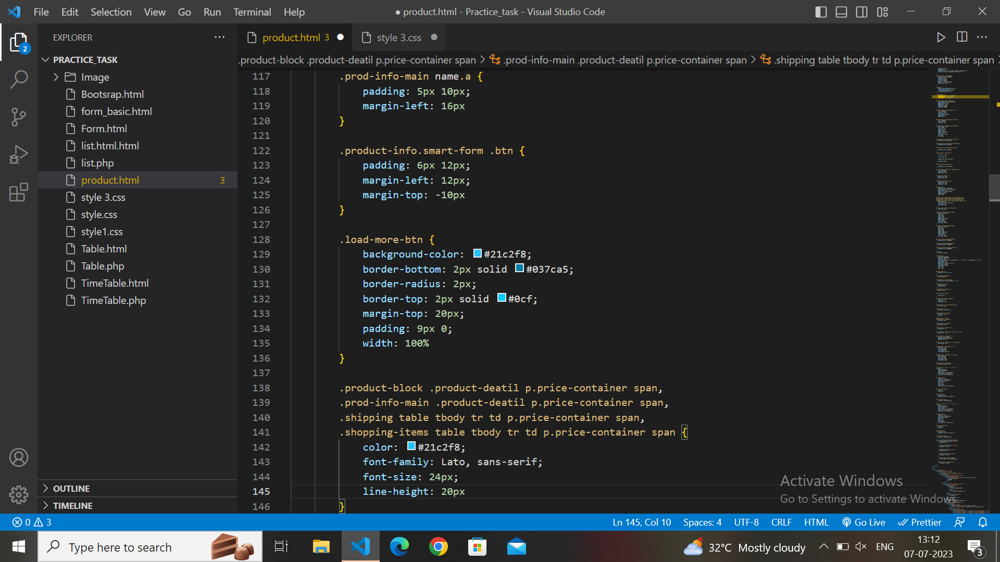 File Edit Selection View Go Run Terminal Help
● product.html - Practice_task - Visual Studio Code
EXPLORER
product.html 3
style 3.css
.product-block .product-deatil p.price-container span > .prod-info-main .product-deatil p.price-container span > .shipping table tbody tr td p.price-container span
2
PRACTICE_TASK
Image
Bootsrap.html
form_basic.html
Form.html
list.html.html
list.php
product.html 3
style 3.css
style.css
style1.css
Table.html
Table.php
TimeTable.html
TimeTable.php
OUTLINE
TIMELINE
117 .prod-info-main name.a {
118 padding: 5px 10px;
119 margin-left: 16px
120 }
121
122 .product-info.smart-form .btn {
123 padding: 6px 12px;
124 margin-left: 12px;
125 margin-top: -10px
126 }
127
128 .load-more-btn {
129 background-color: #21c2f8;
130 border-bottom: 2px solid #037ca5;
131 border-radius: 2px;
132 border-top: 2px solid #0cf;
133 margin-top: 20px;
134 padding: 9px 0;
135 width: 100%
136 }
137
138 .product-block .product-deatil p.price-container span,
139 .prod-info-main .product-deatil p.price-container span,
140 .shipping table tbody tr td p.price-container span,
141 .shopping-items table tbody tr td p.price-container span {
142 color: #21c2f8;
143 font-family: Lato, sans-serif;
144 font-size: 24px;
145 line-height: 20px
146 }
Activate Windows
Go to Settings to activate Windows.
0 3
Ln 145, Col 10 Spaces: 4 UTF-8 CRLF HTML Go Live Prettier
Type here to search
32°C Mostly cloudy
ENG
13:12
07-07-2023
3